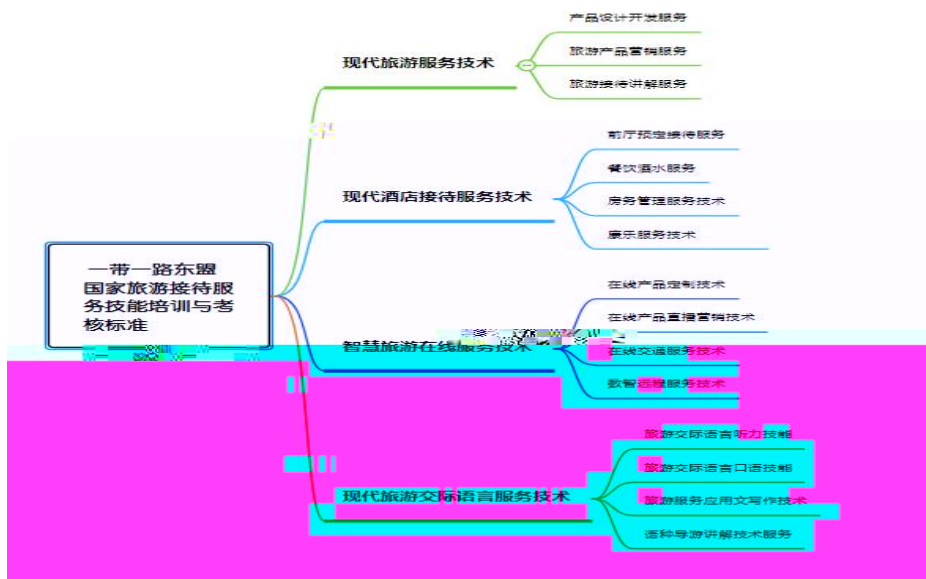 现代旅游服务技术
产品设计开发服务
旅游产品营销服务
旅游接待讲解服务
现代酒店接待服务技术
前厅预定接待服务
餐饮酒水服务
房务管理服务技术
康乐服务技术
一带一路东盟
国家旅游接待服
务技能培训与考
核标准
智慧旅游在线服务技术
在线产品定制技术
在线产品直播营销技术
在线交通服务技术
数智远程服务技术
现代旅游交际语言服务技术
旅游交际语言听力技能
旅游交际语言口语技能
旅游服务应用文写作技术
语种导游讲解技术服务